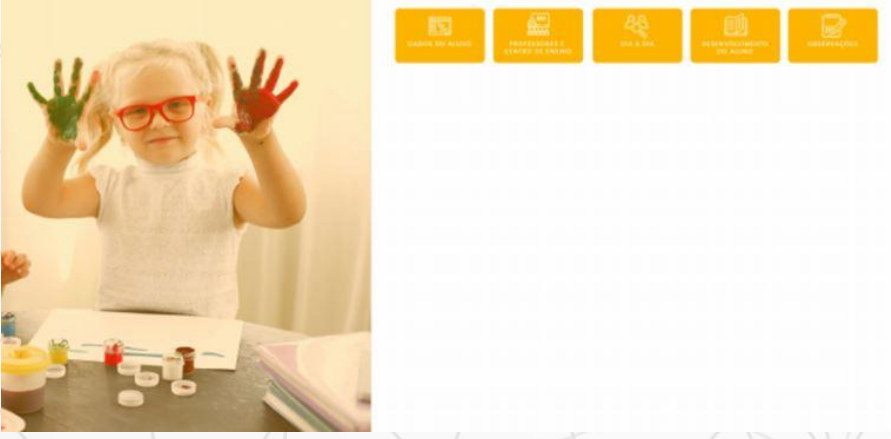 DADOS DO ALUNO
PROFESSORES E
CENTRO DE ENSINO
DIA A DIA
DESENVOLVIMENTO
DO ALUNO
OBSERVAÇÕES